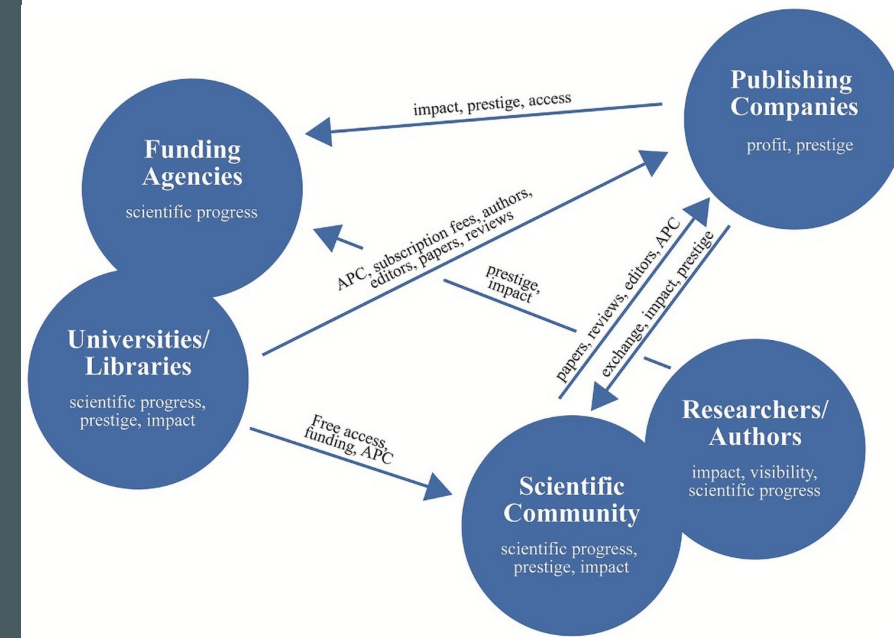 Publishing
Companies
profit, prestige
impact, prestige, access
Funding
Agencies
scientific progress
APC, subscription fees, authors,
editors, papers, reviews
prestige,
impact
papers, reviews, editors, APC
exchange, impact, prestige
Universities/
Libraries
scientific progress,
prestige, impact
Free access,
funding, APC
Researchers/
Authors
impact, visibility,
scientific progress
Scientific
Community
scientific progress,
prestige, impact